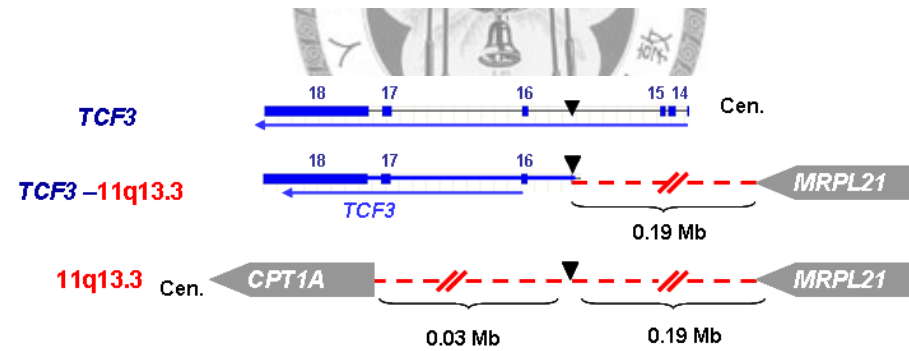 18 17 16 15 14
TCF3 Cen.
18 17 16
TCF3 –11q13.3 MRPL21
TCF3
0.19 Mb
11q13.3 Cen. CPT1A MRPL21
0.03 Mb 0.19 Mb